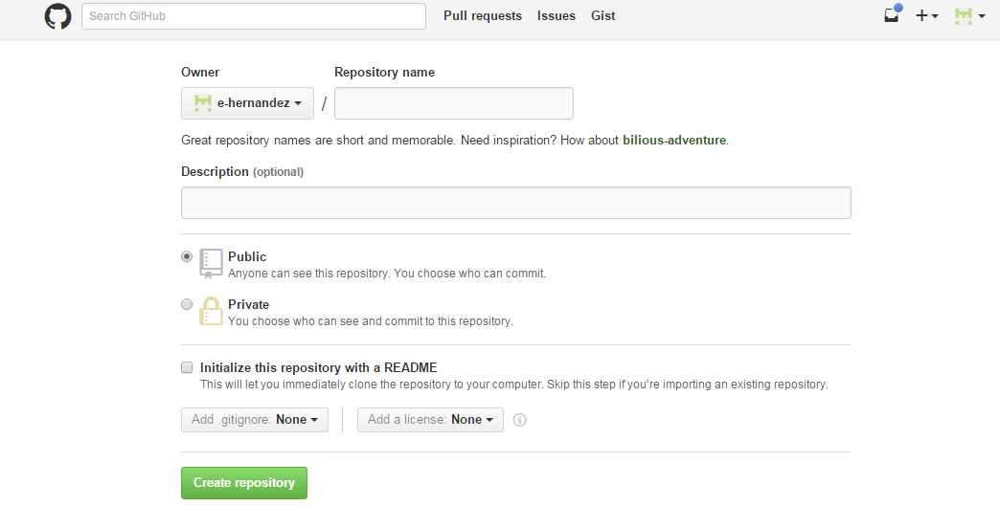 Search GitHub Pull requests Issues Gist
Owner Repository name
e-hernandez /
Great repository names are short and memorable. Need inspiration? How about bilious-adventure.
Description (optional)
Public
Anyone can see this repository. You choose who can commit.
Private
You choose who can see and commit to this repository.
Initialize this repository with a README
This will let you immediately clone the repository to your computer. Skip this step if you’re importing an existing repository.
Add .gitignore: None Add a license: None
Create repository